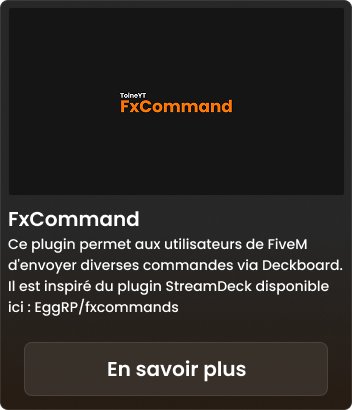 ToineYT
FxCommand
FxCommand
Ce plugin permet aux utilisateurs de FiveM
d'envoyer diverses commandes via Deckboard.
Il est inspiré du plugin StreamDeck disponible
ici : EggRP/fxcommands
En savoir plus